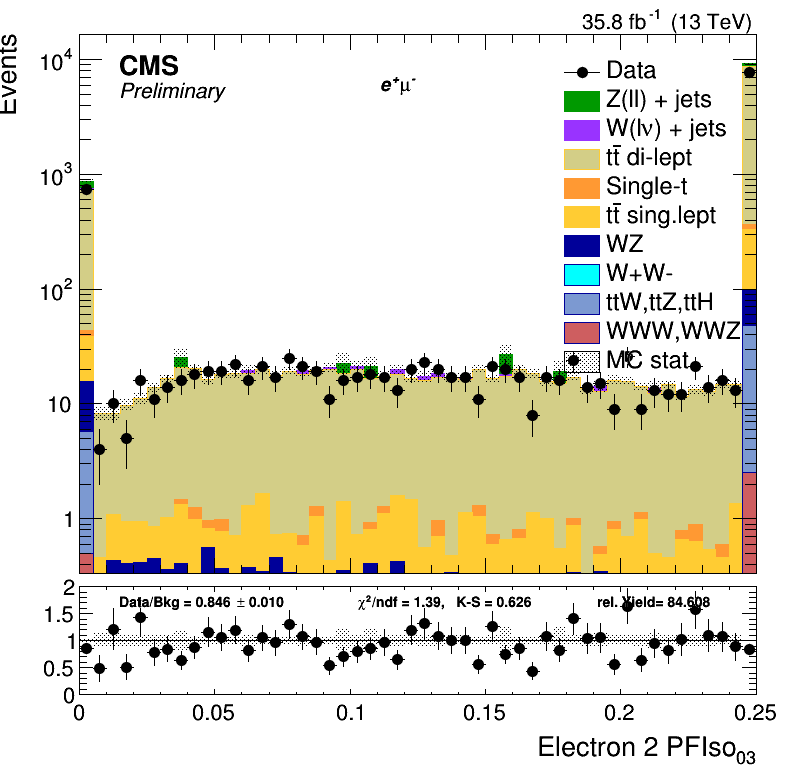 35.8 fb⁻¹ (13 TeV)
Events
CMS
Preliminary
e⁺μ⁻
Data
Z(ll) + jets
W(lν) + jets
tt̄ di-lept
Single-t
tt̄ sing.lept
WZ
W+W-
ttW,ttZ,ttH
WWW,WWZ
MC stat.
10⁴
10³
10²
10
1
Data/Bkg = 0.846 ± 0.010
χ²/ndf = 1.39, K-S = 0.626
rel. Yield= 84.608
2
1.5
1
0.5
0
0 0.05 0.1 0.15 0.2 0.25
Electron 2 PFIso₀₃